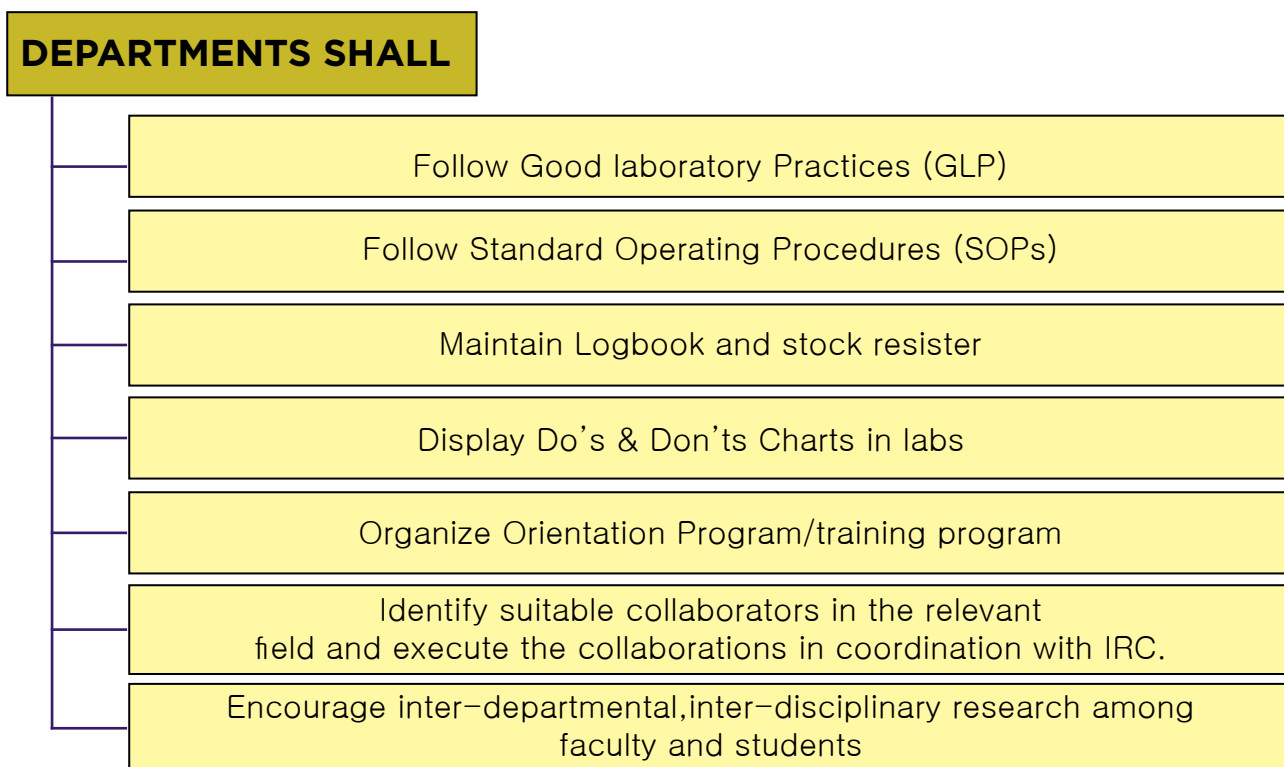 DEPARTMENTS SHALL
Follow Good laboratory Practices (GLP)
Follow Standard Operating Procedures (SOPs)
Maintain Logbook and stock resister
Display Do’s & Don’ts Charts in labs
Organize Orientation Program/training program
Identify suitable collaborators in the relevant
field and execute the collaborations in coordination with IRC.
Encourage inter-departmental,inter-disciplinary research among
faculty and students